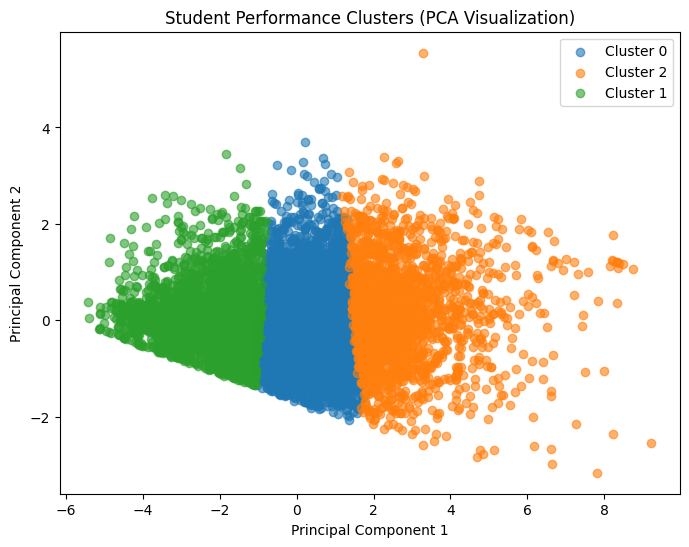 Student Performance Clusters (PCA Visualization)
Cluster 0
Cluster 2
Cluster 1
4
2
0
−2
Principal Component 2
−6
−4
−2
0
2
4
6
8
Principal Component 1